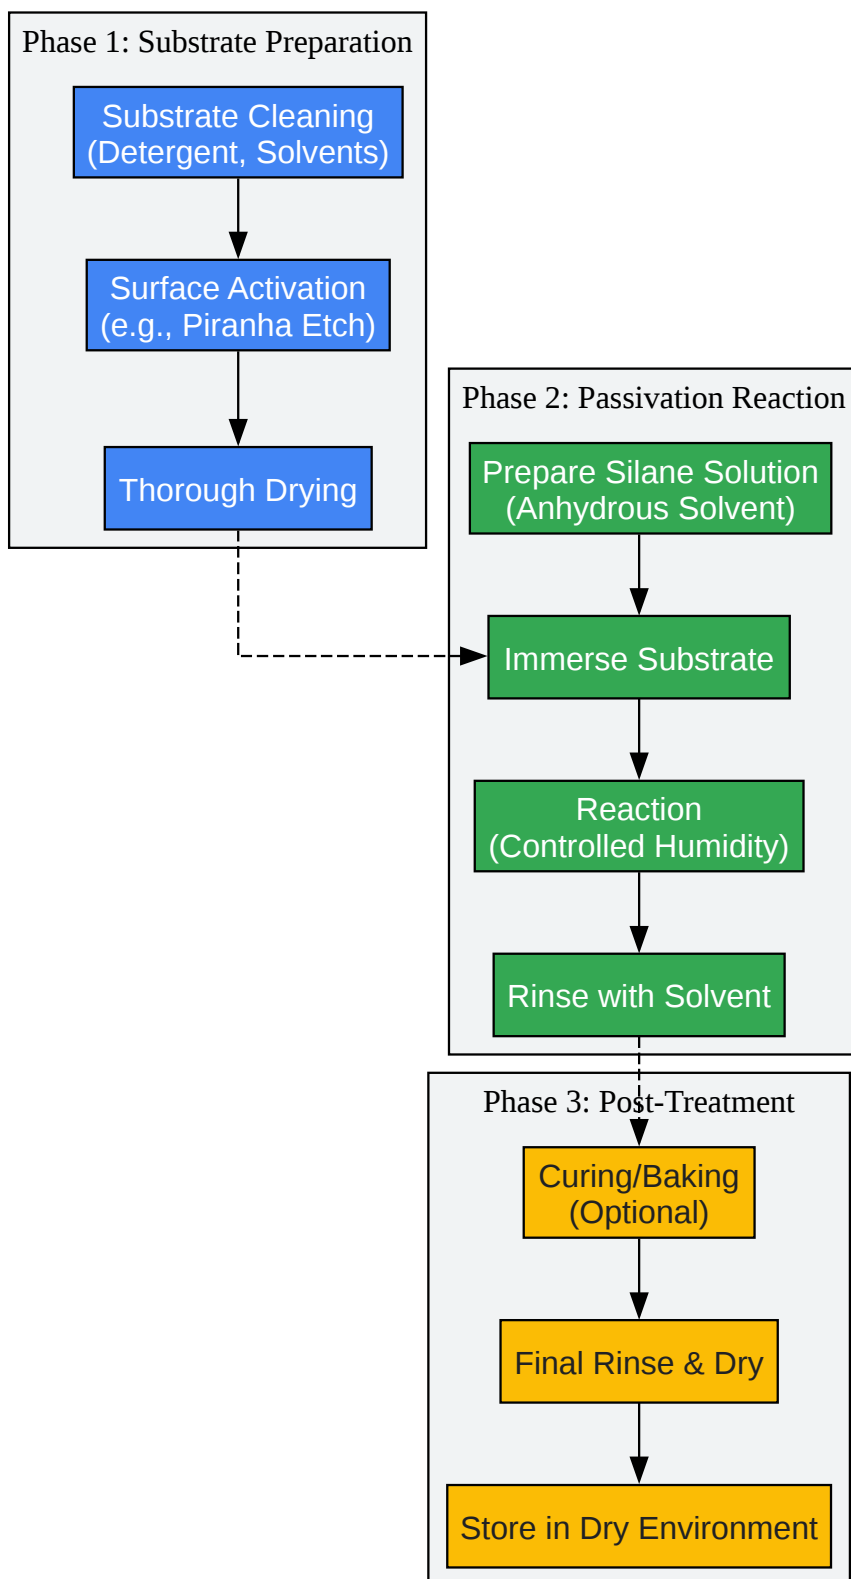 Phase 1: Substrate Preparation
Substrate Cleaning
(Detergent, Solvents)
Surface Activation
(e.g., Piranha Etch)
Thorough Drying
Phase 2: Passivation Reaction
Prepare Silane Solution
(Anhydrous Solvent)
Immerse Substrate
Reaction
(Controlled Humidity)
Rinse with Solvent
Phase 3: Post-Treatment
Curing/Baking
(Optional)
Final Rinse & Dry
Store in Dry Environment